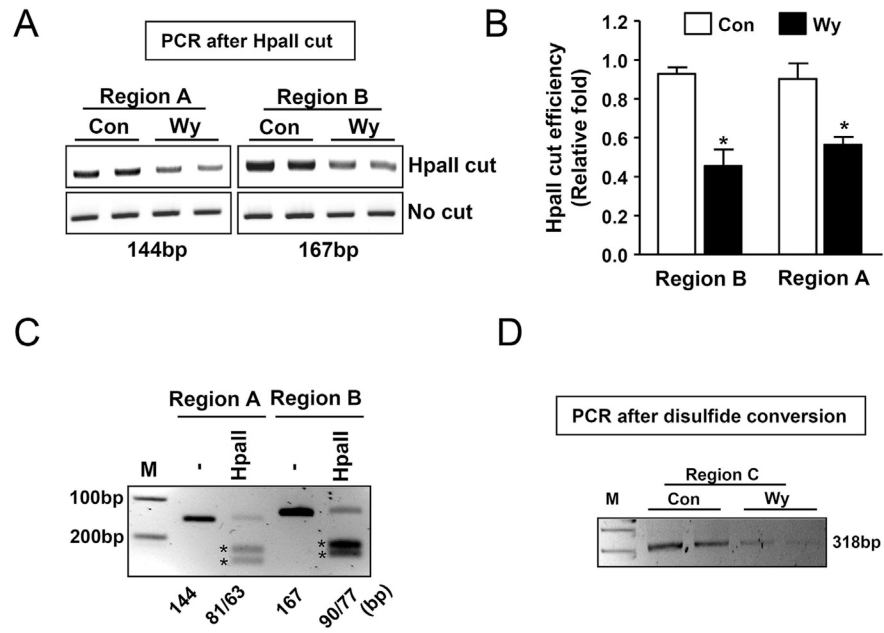 A
PCR after HpaII cut
Region A
Region B
Con
Wy
Con
Wy
HpaII cut
No cut
144bp
167bp
B
Con
Wy
HpaII cut efficiency
(Relative fold)
1.2
1.0
0.8
0.6
0.4
0.2
0.0
*
*
Region B
Region A
C
Region A
Region B
M
-
HpaII
-
HpaII
100bp
200bp
*
*
*
*
144
81/63
167
90/77
(bp)
D
PCR after disulfide conversion
Region C
M
Con
Wy
318bp